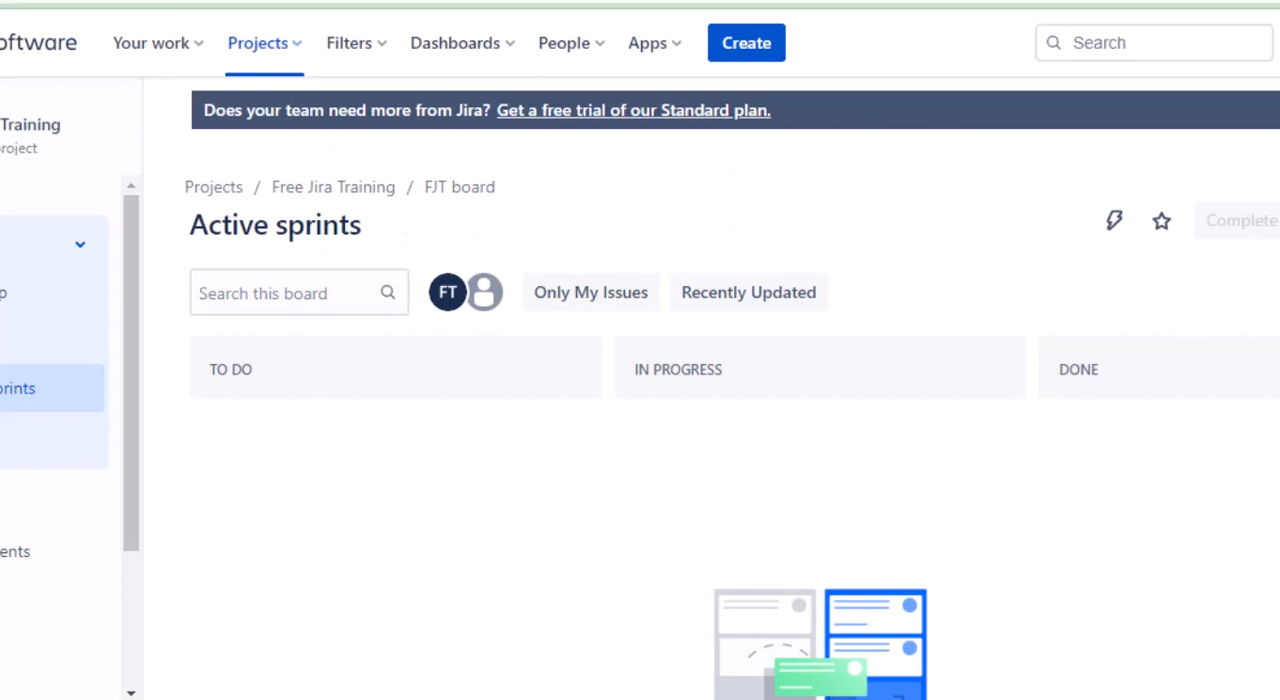 oftware Your work Projects Filters Dashboards People Apps Create Search
Does your team need more from Jira? Get a free trial of our Standard plan.
Training
roject
Projects / Free Jira Training / FJT board
Active sprints
Complete
Search this board FT Only My Issues Recently Updated
p
TO DO IN PROGRESS DONE
prints
ents